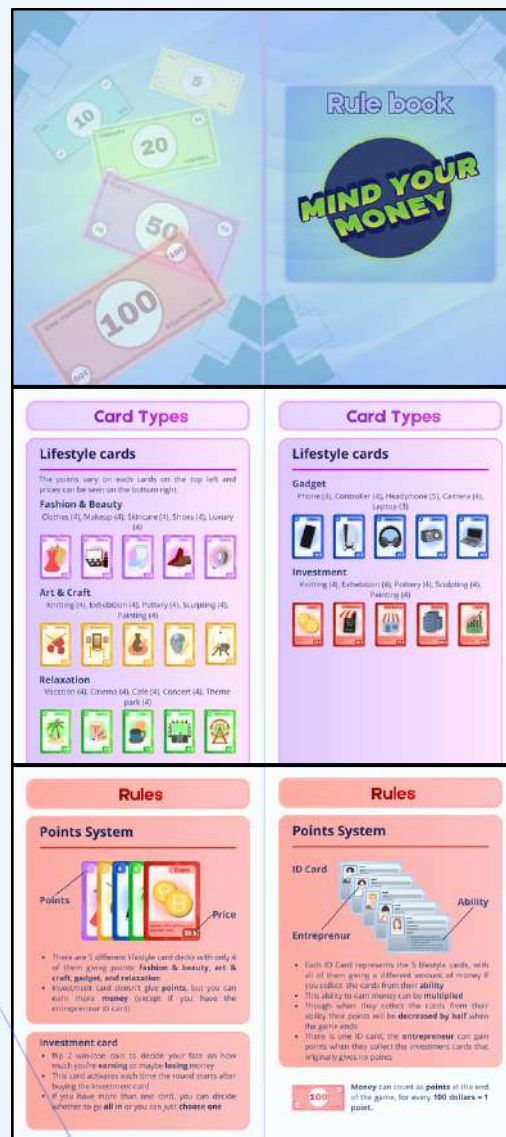 5
10
20
50
100
100
100
Rule book
MIND YOUR
MONEY
Card Types
Lifestyle cards
The points vary on each cards on the top left and
prices can be seen on the bottom right.
Fashion & Beauty
Clothes (4), Makeup (4), Skincare (4), Shoes (4), Luxury
(4)
Art & Craft
Knitting (4), Exhebition (4), Pottery (4), Sculpting (4),
Painting (4)
Relaxation
Vacation (4), Cinema (4), Cafe (4), Concert (4), Theme
park (4)
Card Types
Lifestyle cards
Gadget
Phone (4), Controller (4), Headphone (5), Camera (4),
Laptop (3)
Investment
Knitting (4), Exhebition (4), Pottery (4), Sculpting (4),
Painting (4)
Rules
Points System
Points
Price
There are 5 different lifestyle card decks with only 4
of them giving points: fashion & beauty, art &
craft, gadget, and relaxation
Investment card doesn't give points, but you can
earn more money (except if you have the
entrepreneur ID card)
Investment card
Flip 2 win-lose coin to decide your fate on how
much you're earning or maybe losing money
This card activates each time the round starts after
buying the investment card
If you have more than one card, you can decide
whether to go all in or you can just choose one
Rules
Points System
ID Card
Ability
Entreprenur
Each ID Card represents the 5 lifestyle cards, with
all of them giving a different amount of money if
you collect the cards from their ability
This ability to earn money can be multiplied
Though when they collect the cards from their
ability their points will be decreased by half when
the game ends
There is one ID card, the entrepreneur can gain
points when they collect the investment cards that
originally gives no points
100
Money can count as points at the end
of the game, for every 100 dollars = 1
point.